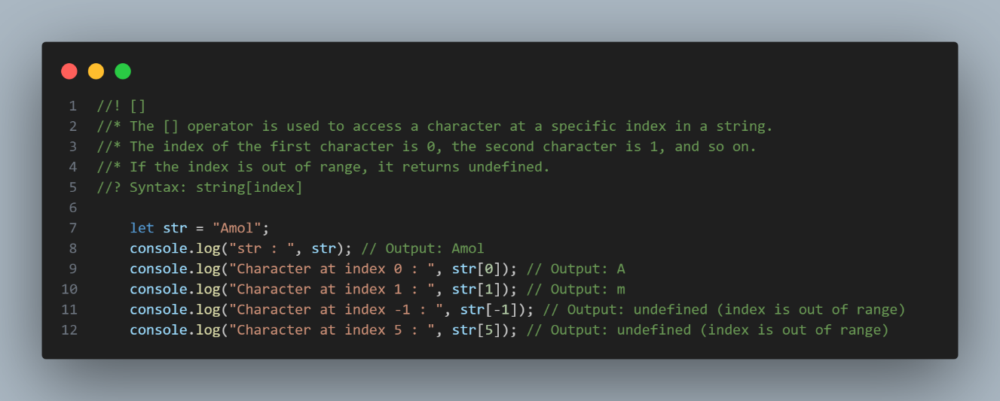 1 //! []
2 //* The [] operator is used to access a character at a specific index in a string.
3 //* The index of the first character is 0, the second character is 1, and so on.
4 //* If the index is out of range, it returns undefined.
5 //? Syntax: string[index]
6
7 let str = "Amol";
8 console.log("str : ", str); // Output: Amol
9 console.log("Character at index 0 : ", str[0]); // Output: A
10 console.log("Character at index 1 : ", str[1]); // Output: m
11 console.log("Character at index -1 : ", str[-1]); // Output: undefined (index is out of range)
12 console.log("Character at index 5 : ", str[5]); // Output: undefined (index is out of range)